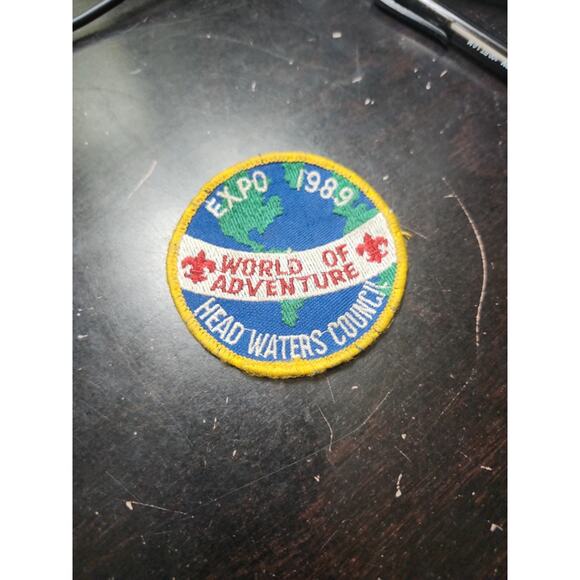 EXPO 1989
WORLD OF
ADVENTURE
HEAD WATERS COUNCIL